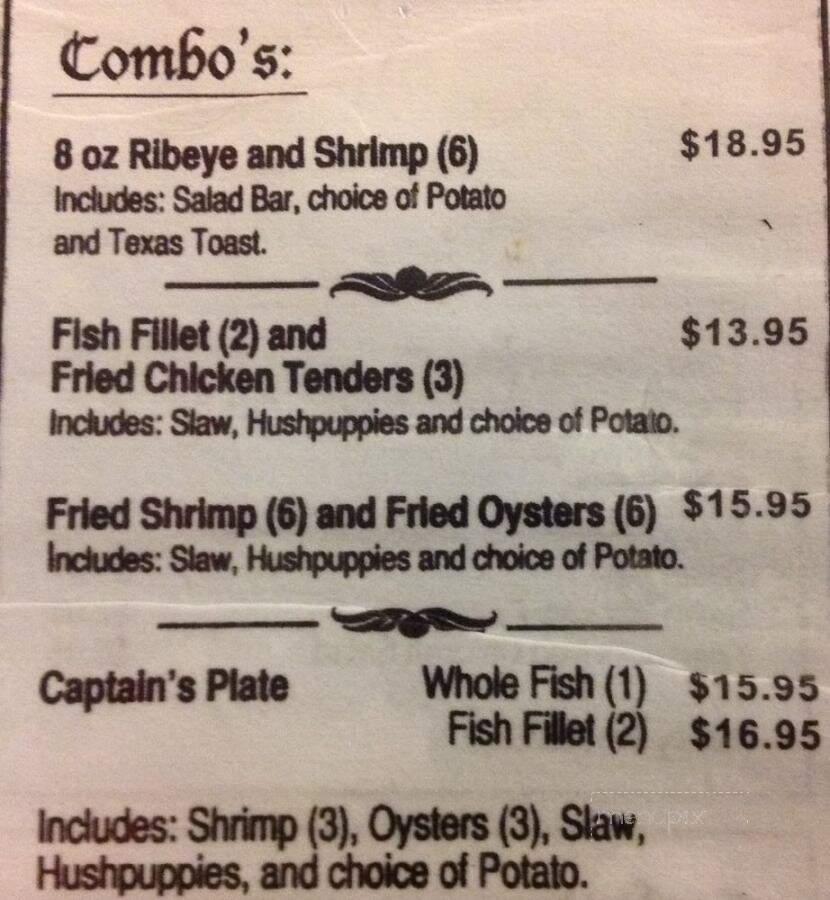 Combo's:
8 oz Ribeye and Shrimp (6) $18.95
Includes: Salad Bar, choice of Potato
and Texas Toast.
Fish Fillet (2) and $13.95
Fried Chicken Tenders (3)
Includes: Slaw, Hushpuppies and choice of Potato.
Fried Shrimp (6) and Fried Oysters (6) $15.95
Includes: Slaw, Hushpuppies and choice of Potato.
Captain's Plate Whole Fish (1) $15.95
Fish Fillet (2) $16.95
menupix
Includes: Shrimp (3), Oysters (3), Slaw,
Hushpuppies, and choice of Potato.